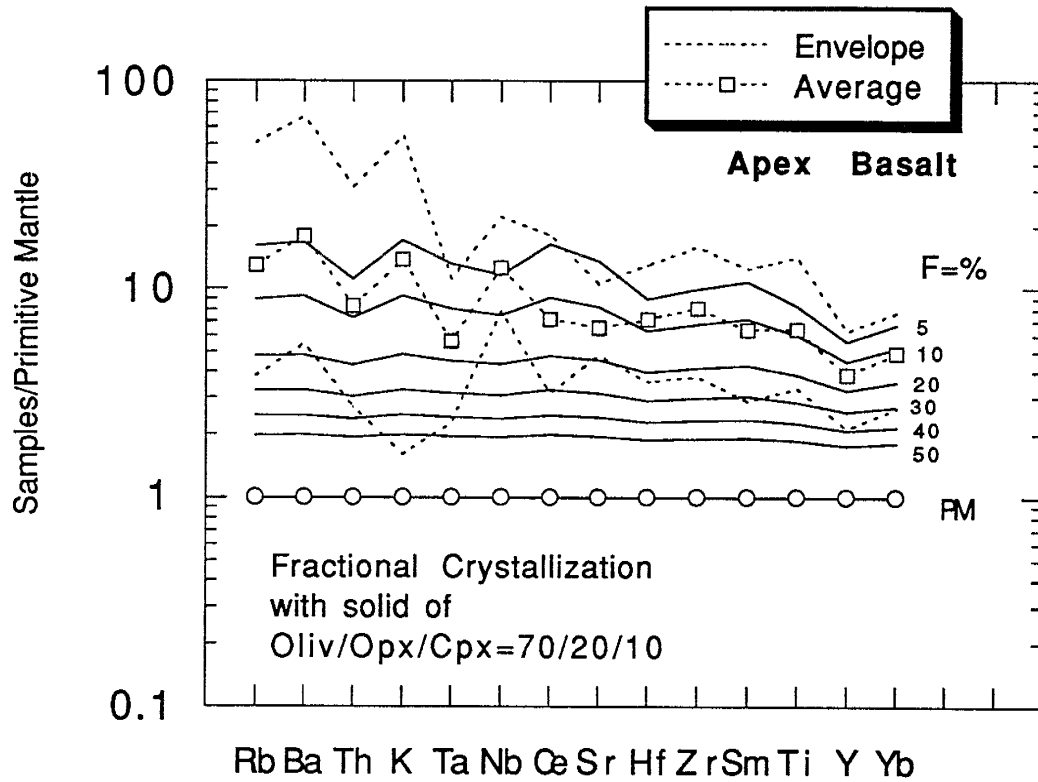 Envelope
Average
Apex Basalt
100
10
1
0.1
Samples/Primitive Mantle
F=%
5
10
20
30
40
50
PM
Fractional Crystallization
with solid of
Oliv/Opx/Cpx=70/20/10
Rb Ba Th K Ta Nb Ce Sr Hf Zr Sm Ti Y Yb